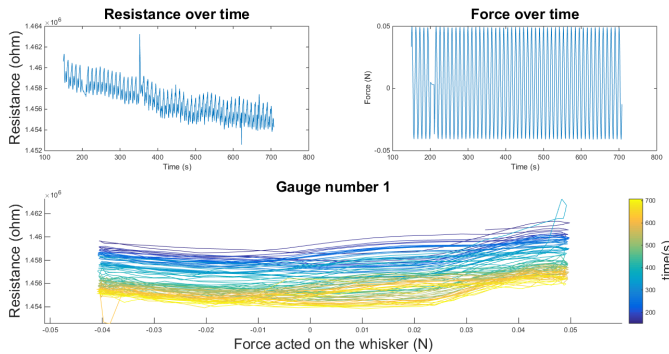 Resistance over time
Force over time
×10⁶
1.464
1.462
1.46
1.458
1.456
1.454
1.452
Resistance (ohm)
100 200 300 400 500 600 700 800
Time (s)
0.05
0
-0.05
Force (N)
100 200 300 400 500 600 700 800
Time (s)
Gauge number 1
×10⁶
1.462
1.46
1.458
1.456
1.454
Resistance (ohm)
-0.05 -0.04 -0.03 -0.02 -0.01 0 0.01 0.02 0.03 0.04 0.05
Force acted on the whisker (N)
700
600
500
400
300
200
time(s)